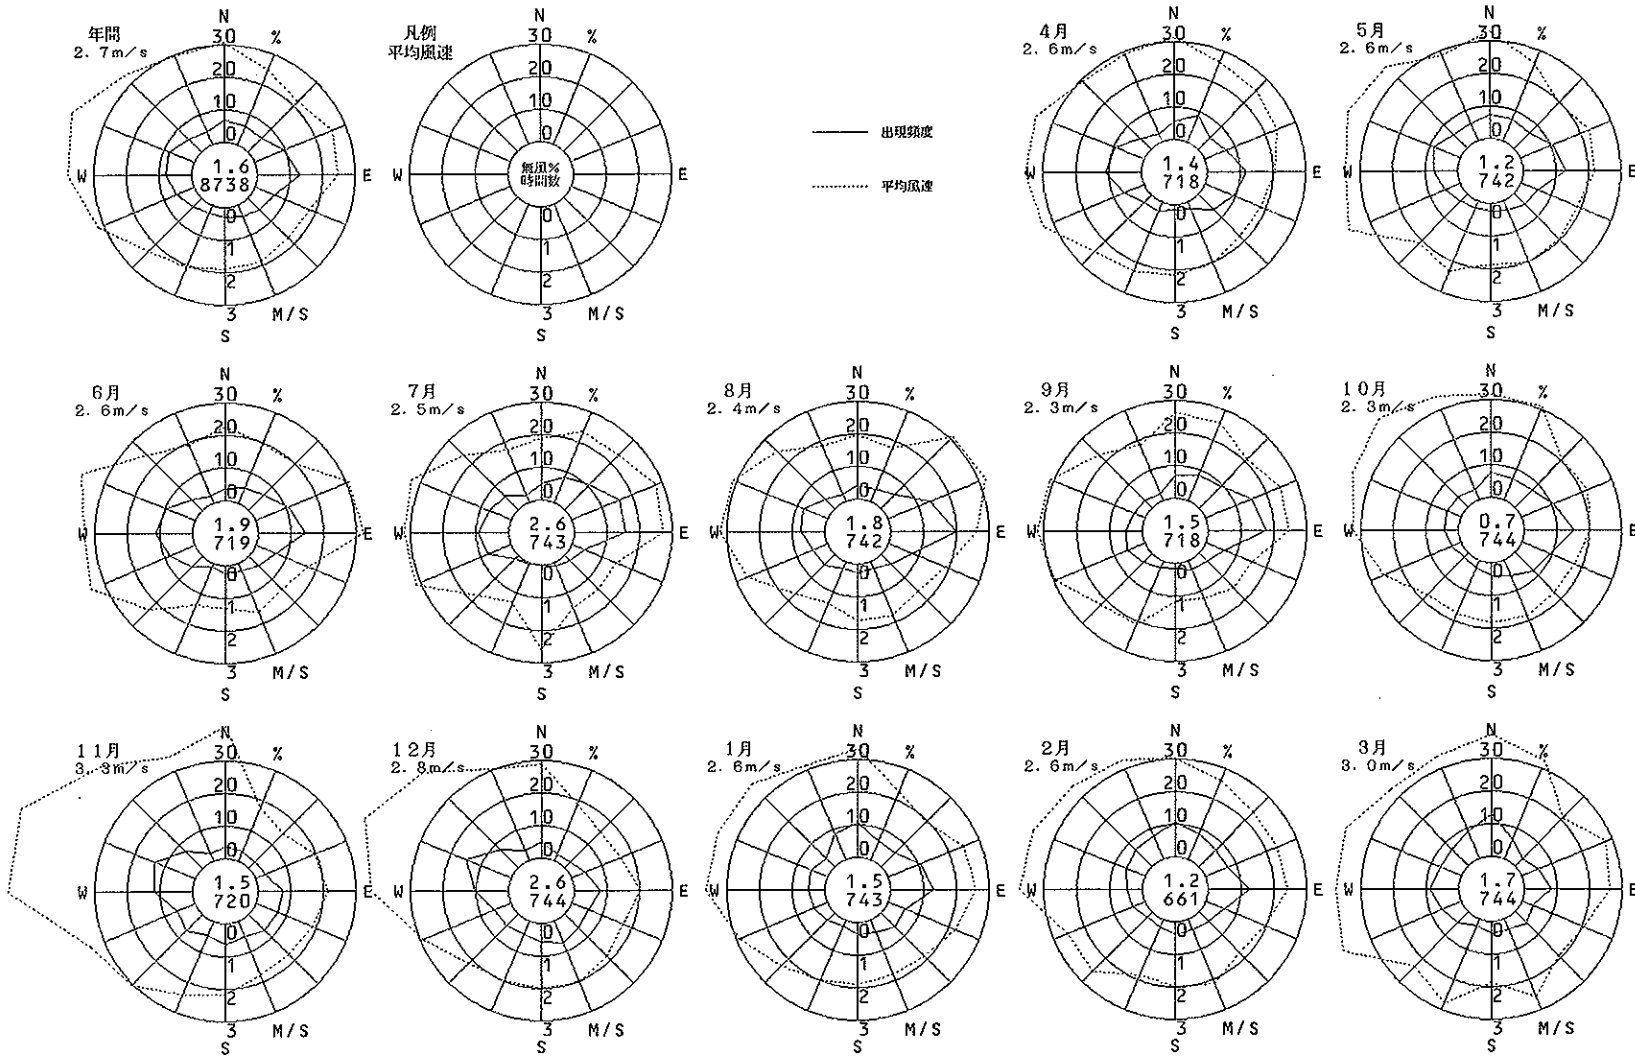 年間
2.7m/s
N
30 %
20
10
0
1.6
8738
W
E
0
1
2
3 M/S
S
凡例
平均風速
N
30 %
20
10
0
無風%
時間数
W
E
0
1
2
3 M/S
S
出現頻度
平均風速
4月
2.6m/s
N
30 %
20
10
0
1.4
718
W
E
0
1
2
3 M/S
S
5月
2.6m/s
N
30 %
20
10
0
1.2
742
W
E
0
1
2
3 M/S
S
6月
2.6m/s
N
30 %
20
10
0
1.9
719
W
E
0
1
2
3 M/S
S
7月
2.5m/s
N
30 %
20
10
0
2.6
743
W
E
0
1
2
3 M/S
S
8月
2.4m/s
N
30 %
20
10
0
1.8
742
W
E
0
1
2
3 M/S
S
9月
2.3m/s
N
30 %
20
10
0
1.5
718
W
E
0
1
2
3 M/S
S
10月
2.3m/s
N
30 %
20
10
0
0.7
744
W
E
0
1
2
3 M/S
S
11月
3.3m/s
N
30 %
20
10
0
1.5
720
W
E
0
1
2
3 M/S
S
12月
2.8m/s
N
30 %
20
10
0
2.6
744
W
E
0
1
2
3 M/S
S
1月
2.6m/s
N
30 %
20
10
0
1.5
743
W
E
0
1
2
3 M/S
S
2月
2.6m/s
N
30 %
20
10
0
1.2
661
W
E
0
1
2
3 M/S
S
3月
3.0m/s
N
30 %
20
10
0
1.7
744
W
E
0
1
2
3 M/S
S